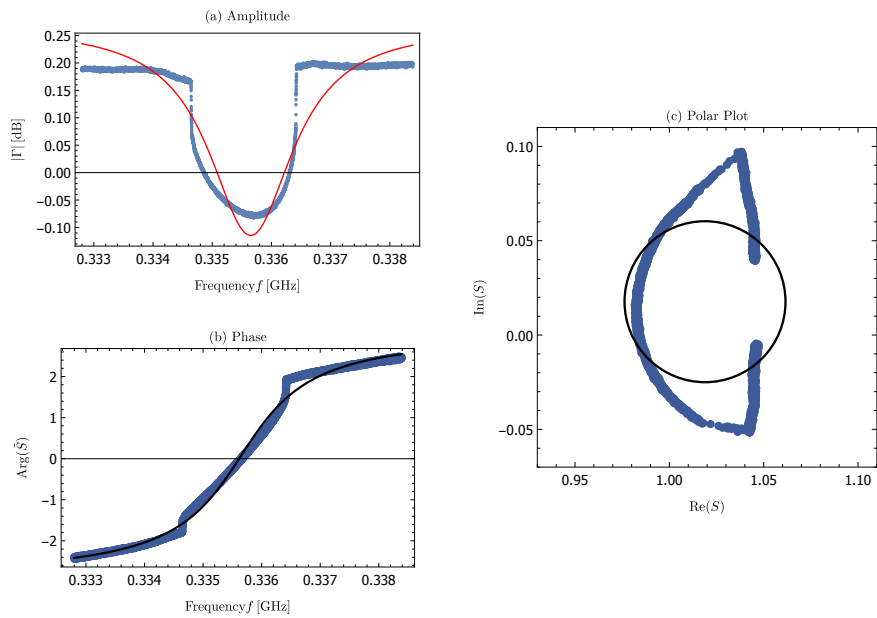 (a) Amplitude
0.25
0.20
0.15
0.10
0.05
0.00
−0.05
−0.10
|Γ| [dB]
0.333 0.334 0.335 0.336 0.337 0.338
Frequencyf [GHz]
(b) Phase
2
1
0
−1
−2
Arg(S̃)
0.333 0.334 0.335 0.336 0.337 0.338
Frequencyf [GHz]
(c) Polar Plot
0.10
0.05
0.00
−0.05
Im(S)
0.95 1.00 1.05 1.10
Re(S)